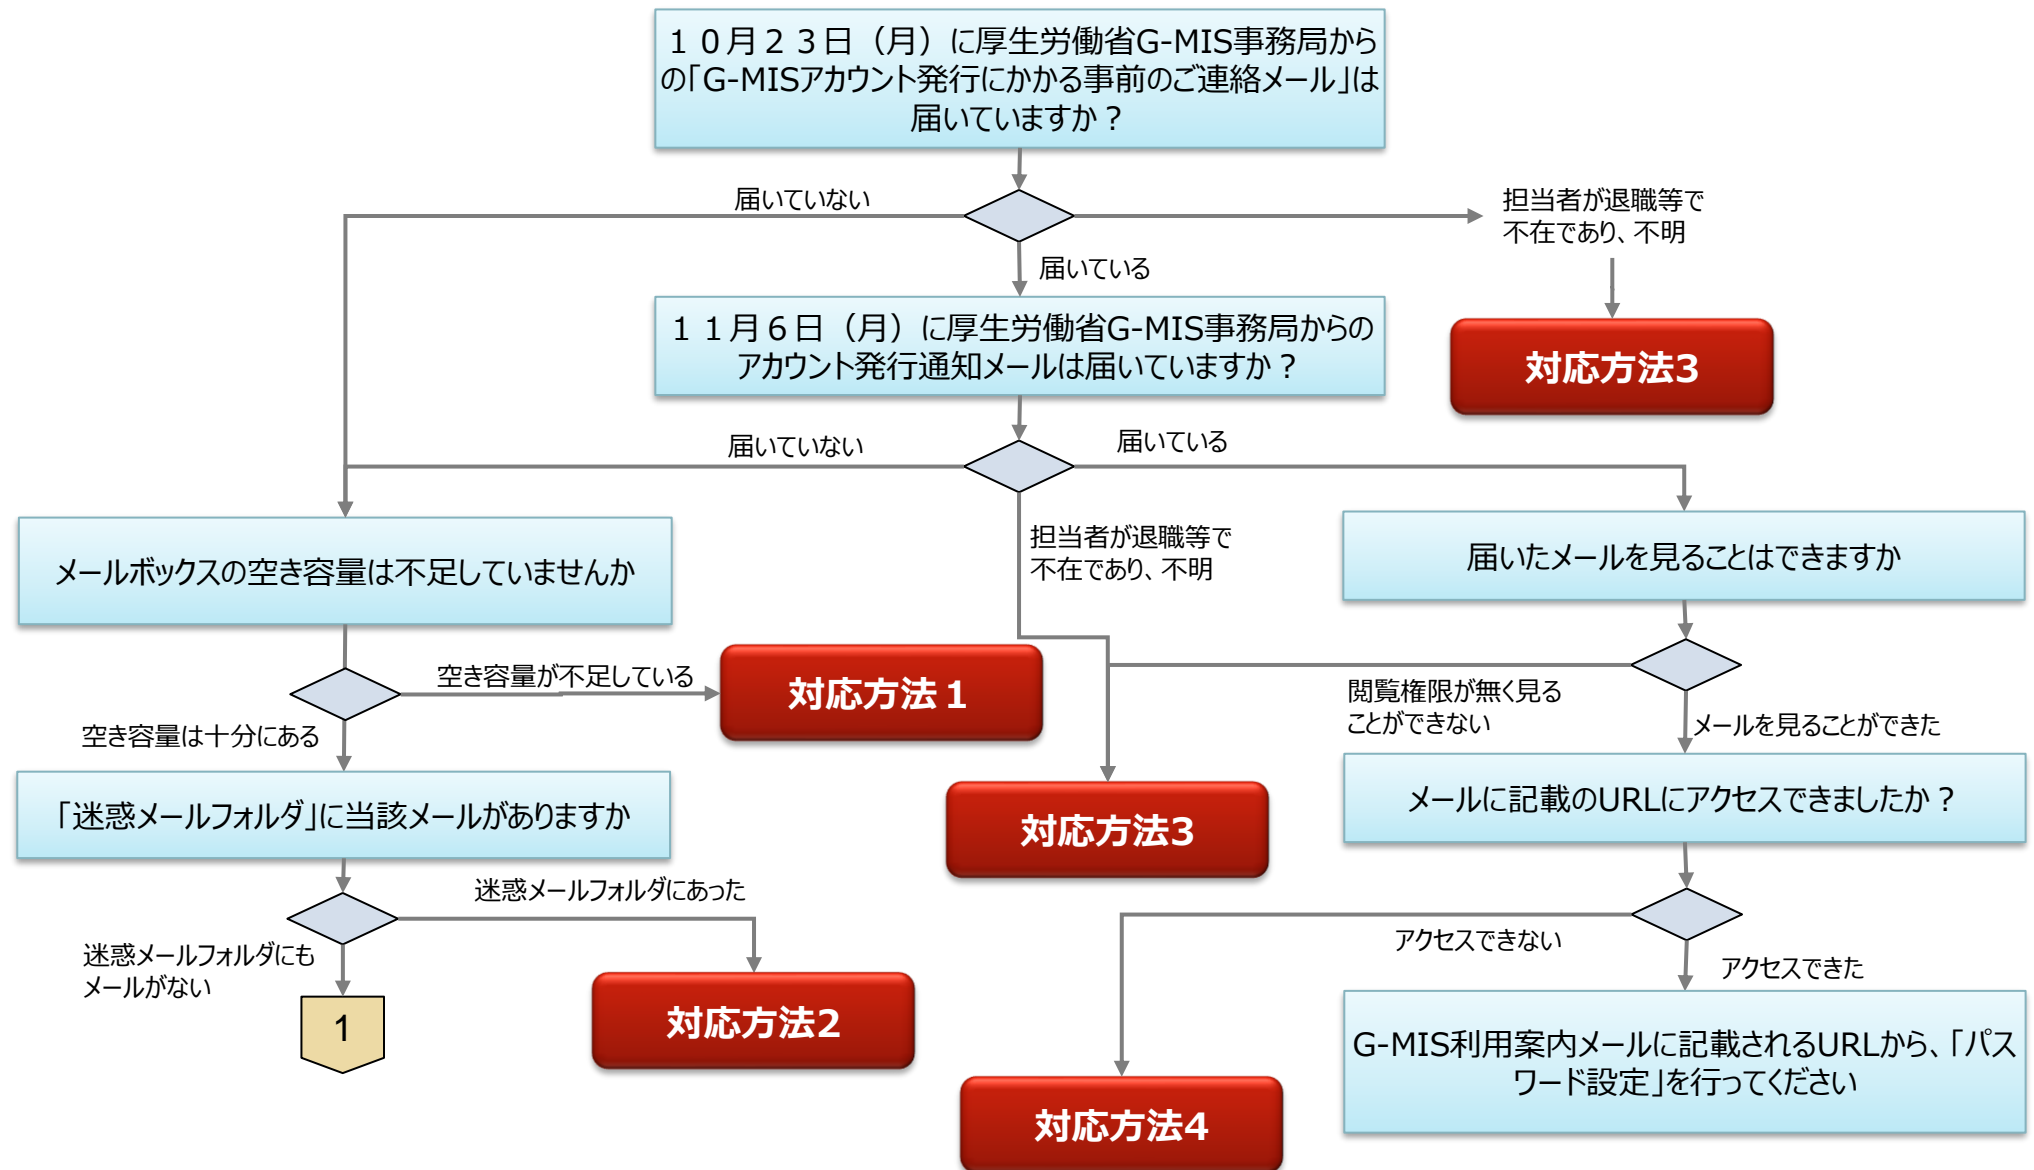 １０月２３日（月）に厚生労働省G-MIS事務局から
の「G-MISアカウント発行にかかる事前のご連絡メール」は
届いていますか？
届いていない
担当者が退職等で
不在であり、不明
届いている
１１月６日（月）に厚生労働省G-MIS事務局からの
アカウント発行通知メールは届いていますか？
対応方法3
届いていない
届いている
担当者が退職等で
不在であり、不明
メールボックスの空き容量は不足していませんか
届いたメールを見ることはできますか
空き容量が不足している
対応方法１
閲覧権限が無く見る
ことができない
空き容量は十分にある
メールを見ることができた
「迷惑メールフォルダ」に当該メールがありますか
対応方法3
メールに記載のURLにアクセスできましたか？
迷惑メールフォルダにあった
迷惑メールフォルダにも
メールがない
アクセスできない
アクセスできた
1
対応方法2
G-MIS利用案内メールに記載されるURLから、「パス
ワード設定」を行ってください
対応方法4